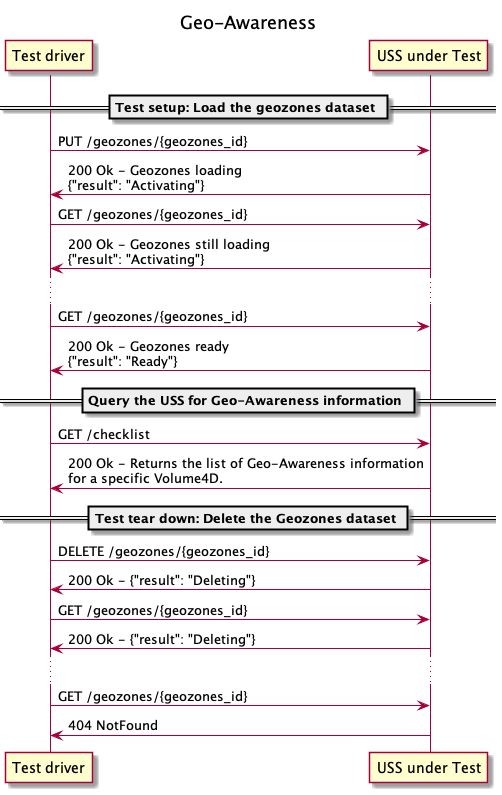 Geo-Awareness
Test driver
USS under Test
Test setup: Load the geozones dataset
PUT /geozones/{geozones_id}
200 Ok - Geozones loading
{"result": "Activating"}
GET /geozones/{geozones_id}
200 Ok - Geozones still loading
{"result": "Activating"}
GET /geozones/{geozones_id}
200 Ok - Geozones ready
{"result": "Ready"}
Query the USS for Geo-Awareness information
GET /checklist
200 Ok - Returns the list of Geo-Awareness information
for a specific Volume4D.
Test tear down: Delete the Geozones dataset
DELETE /geozones/{geozones_id}
200 Ok - {"result": "Deleting"}
GET /geozones/{geozones_id}
200 Ok - {"result": "Deleting"}
GET /geozones/{geozones_id}
404 NotFound
Test driver
USS under Test